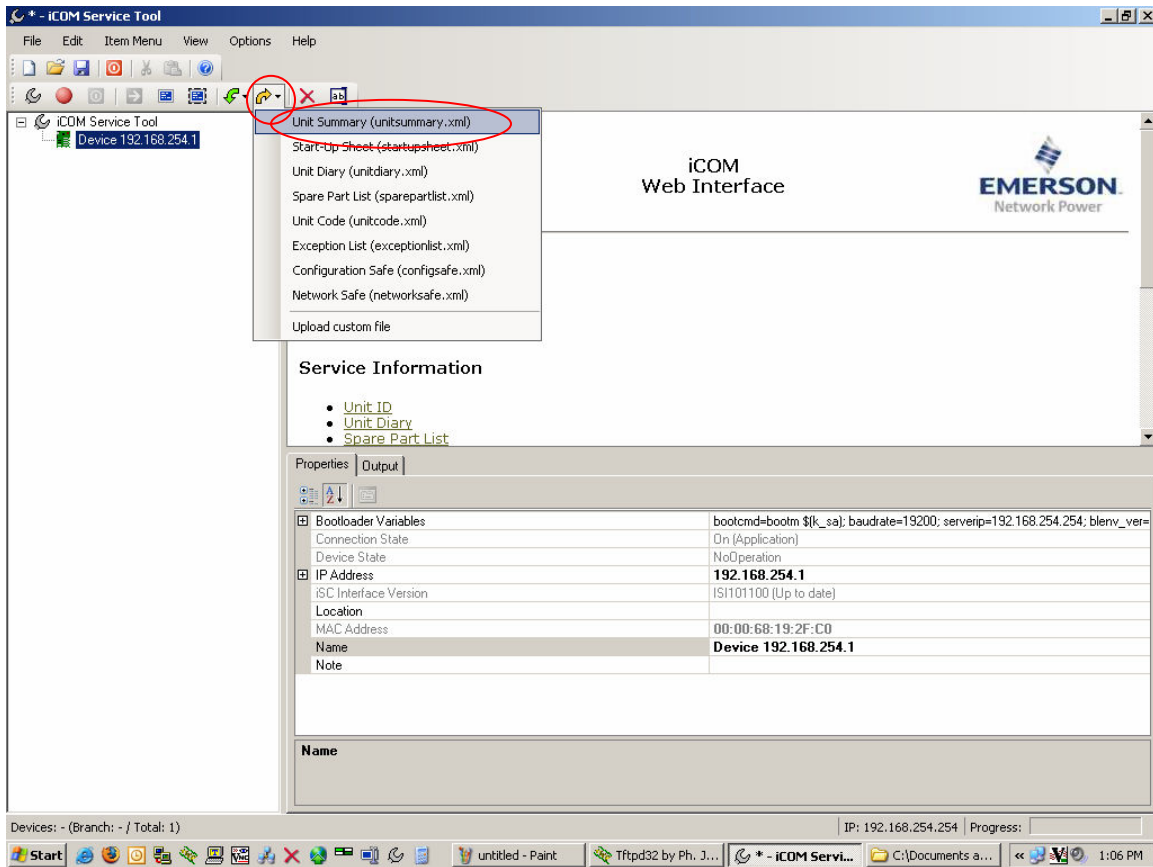 * - iCOM Service Tool
File Edit Item Menu View Options Help
ab
iCOM Service Tool
Device 192.168.254.1
Unit Summary (unitsummary.xml)
Start-Up Sheet (startupsheet.xml)
Unit Diary (unitdiary.xml)
Spare Part List (sparepartlist.xml)
Unit Code (unitcode.xml)
Exception List (exceptionlist.xml)
Configuration Safe (configsafe.xml)
Network Safe (networksafe.xml)
Upload custom file
iCOM
Web Interface
EMERSON.
Network Power
Service Information
Unit ID
Unit Diary
Spare Part List
Properties Output
Bootloader Variables bootcmd=bootm $(k_sa); baudrate=19200; serverip=192.168.254.254; blenv_ver=
Connection State On (Application)
Device State NoOperation
IP Address 192.168.254.1
iSC Interface Version ISI101100 (Up to date)
Location
MAC Address 00:00:68:19:2F:C0
Name Device 192.168.254.1
Note
Name
Devices: - (Branch: - / Total: 1) IP: 192.168.254.254 Progress:
Start untitled - Paint Tftpd32 by Ph. J... * - iCOM Servi... C:\Documents a... « 1:06 PM